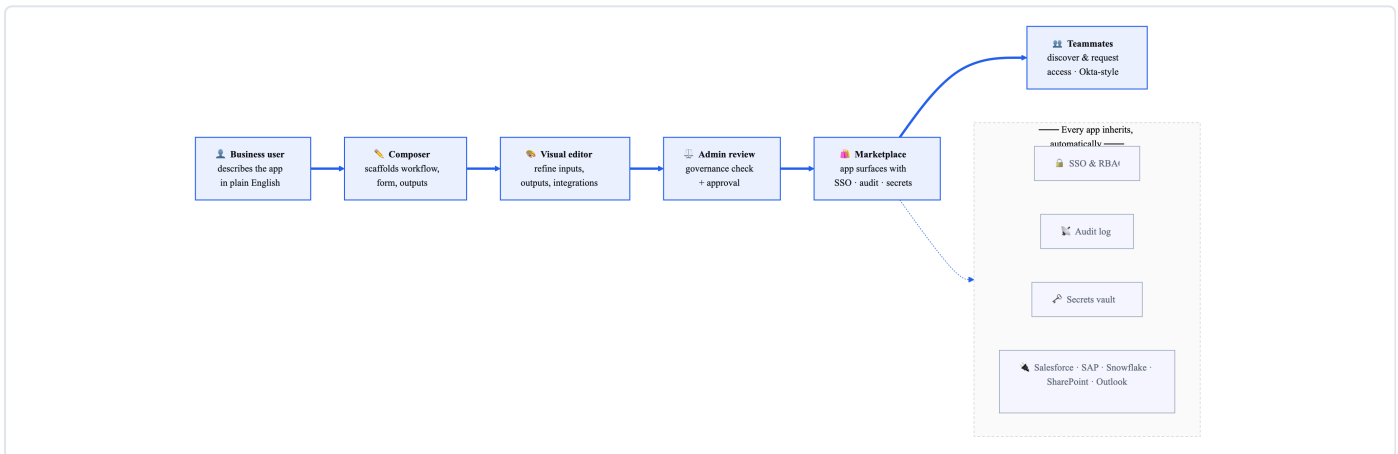 Business user
describes the app
in plain English
Composer
scaffolds workflow,
form, outputs
Visual editor
refine inputs,
outputs, integrations
Admin review
governance check
+ approval
Marketplace
app surfaces with
SSO · audit · secrets
Teammates
discover & request
access · Okta-style
—— Every app inherits,
automatically ——
SSO & RBA
Audit log
Secrets vault
Salesforce · SAP · Snowflake ·
SharePoint · Outlook